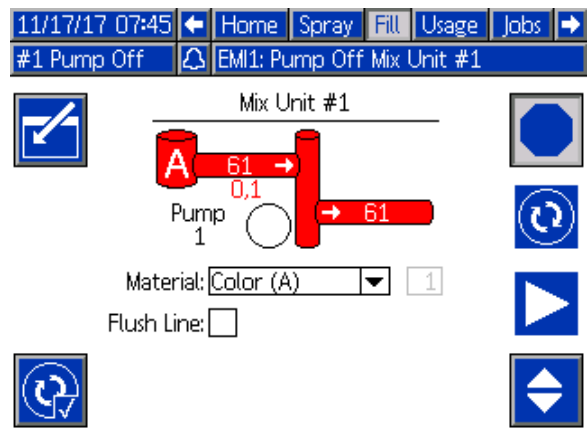 11/17/17 07:45 Home Spray Fill Usage Jobs
#1 Pump Off EMI1: Pump Off Mix Unit #1
Mix Unit #1
A 61
0,1
61
Pump
1
Material: Color (A) 1
Flush Line: